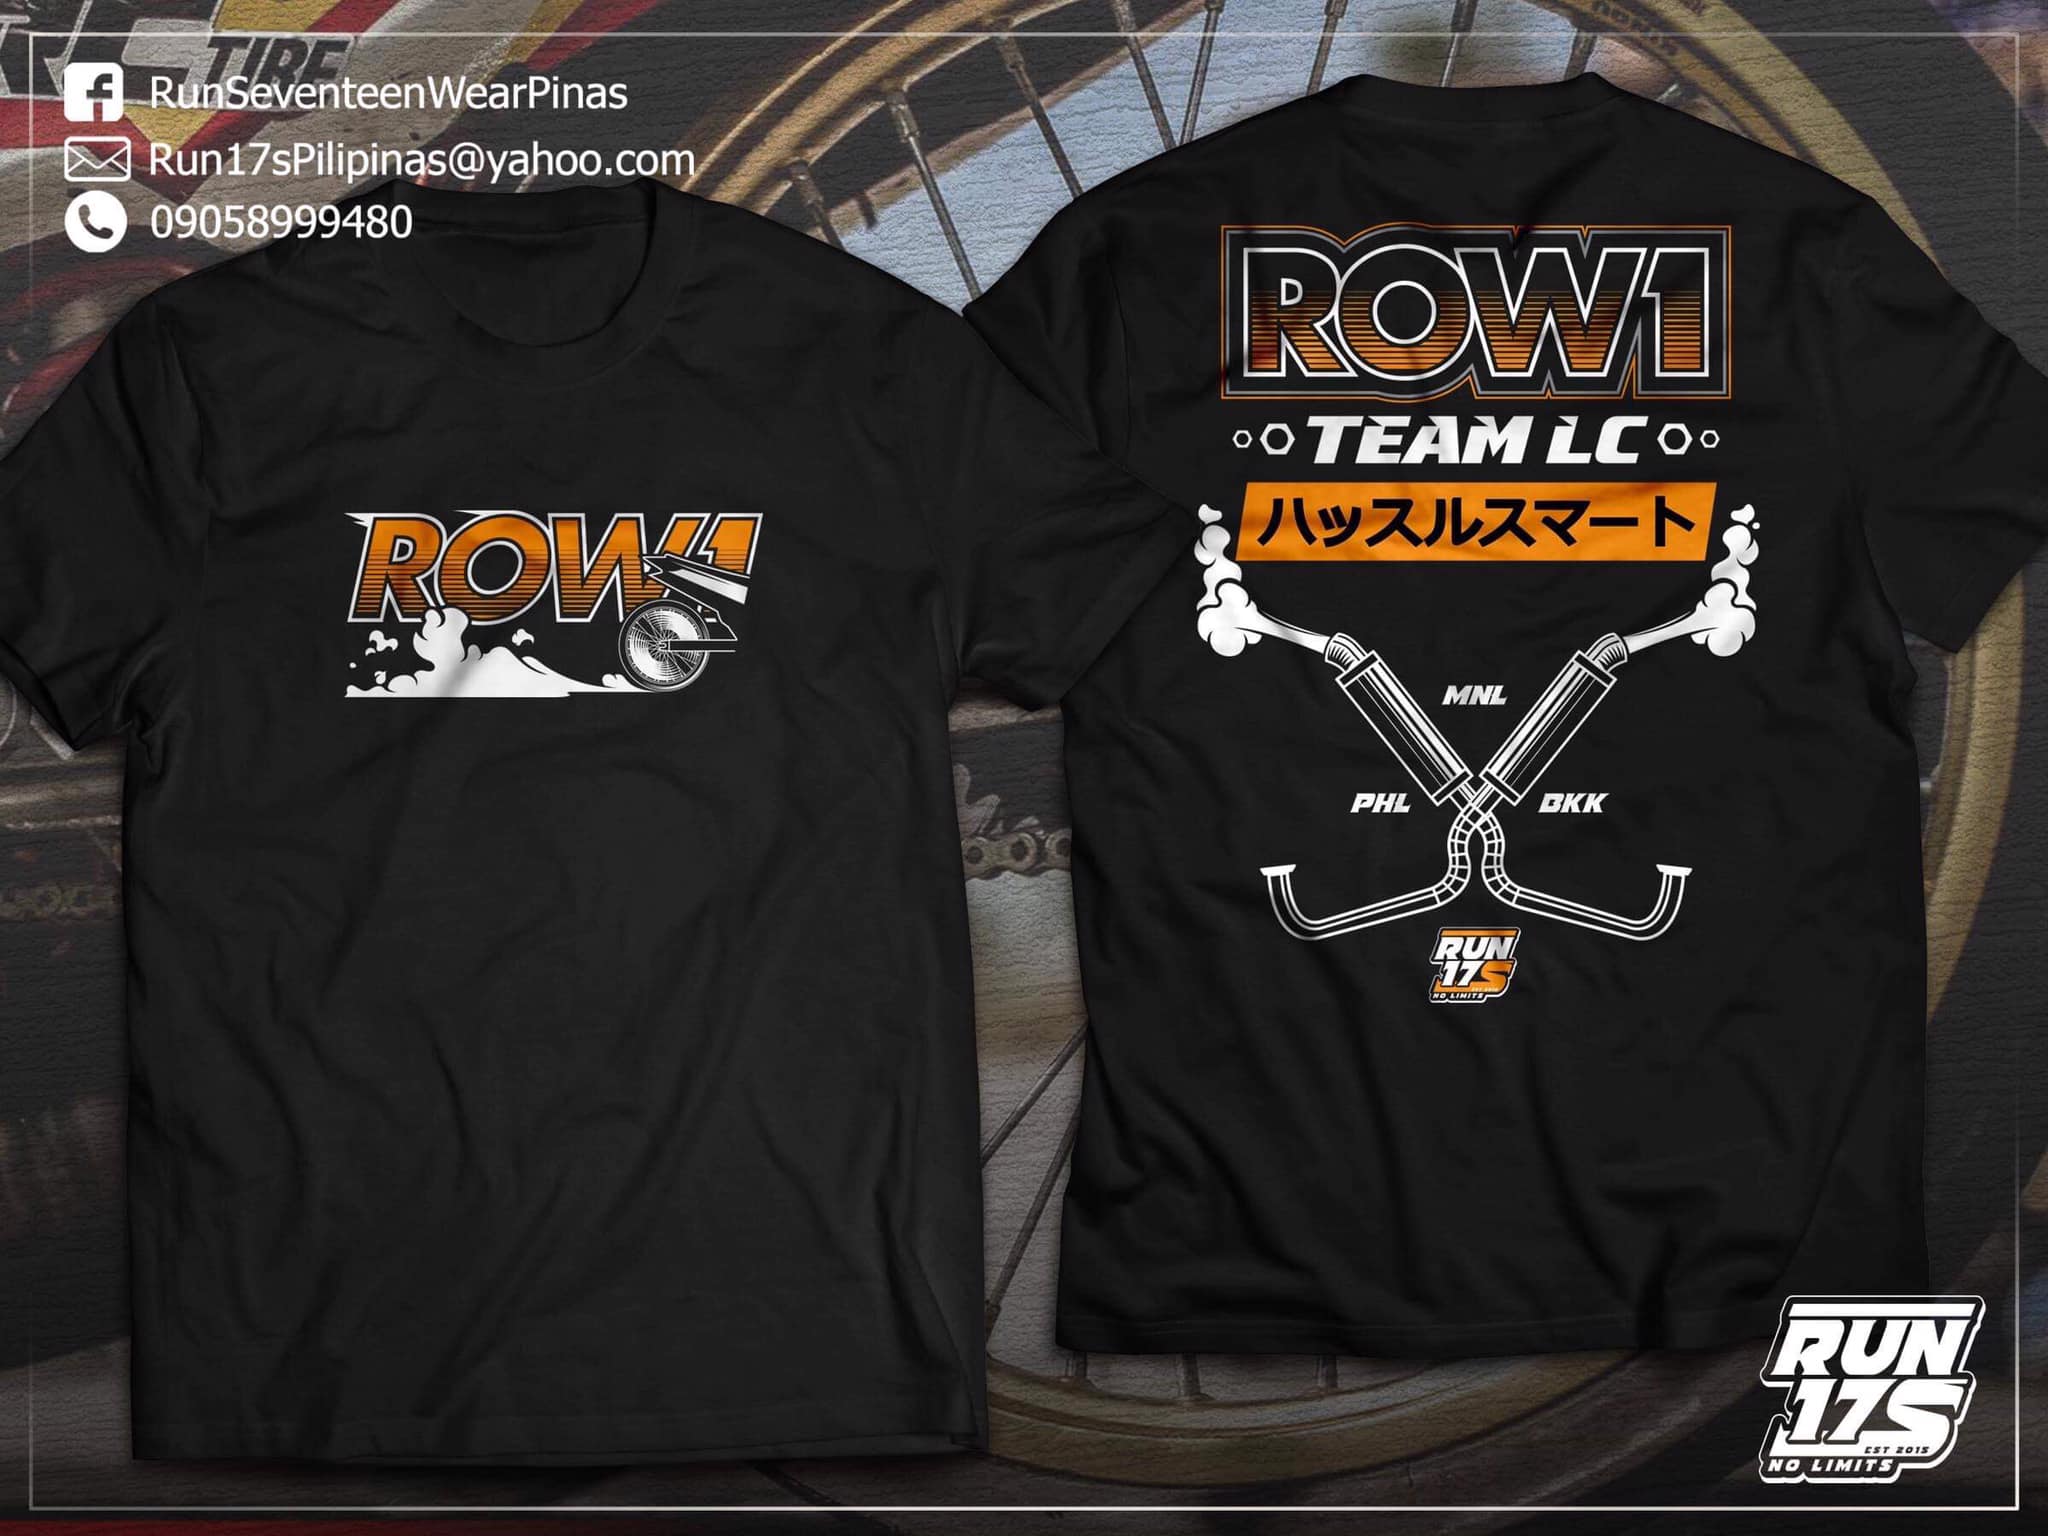 TIRE
RunSeventeenWearPinas
Run17sPilipinas@yahoo.com
09058999480
ROW1
ROW1
TEAM LC
ハッスルスマート
MNL
PHL
BKK
RUN
17S
NO LIMITS
RUN
17S
EST 2015
NO LIMITS